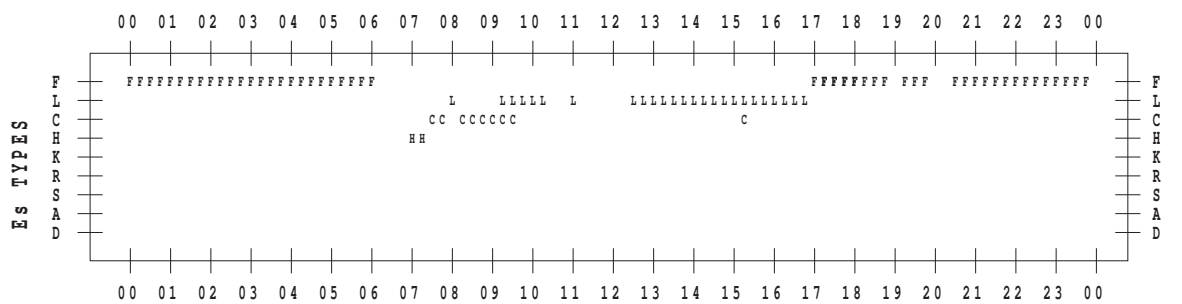 00 01 02 03 04 05 06 07 08 09 10 11 12 13 14 15 16 17 18 19 20 21 22 23 00
F FFFFFFFFFFFFFFFFFFFFFFFFF FFFFFFFF FFF FFFFFFFFFFFFFF F
L L LLLLL L LLLLLLLLLLLLLLLLLL L
C CC CCCCCC C C
H HH H
K K
R R
S S
A A
D D
Es TYPES
00 01 02 03 04 05 06 07 08 09 10 11 12 13 14 15 16 17 18 19 20 21 22 23 00